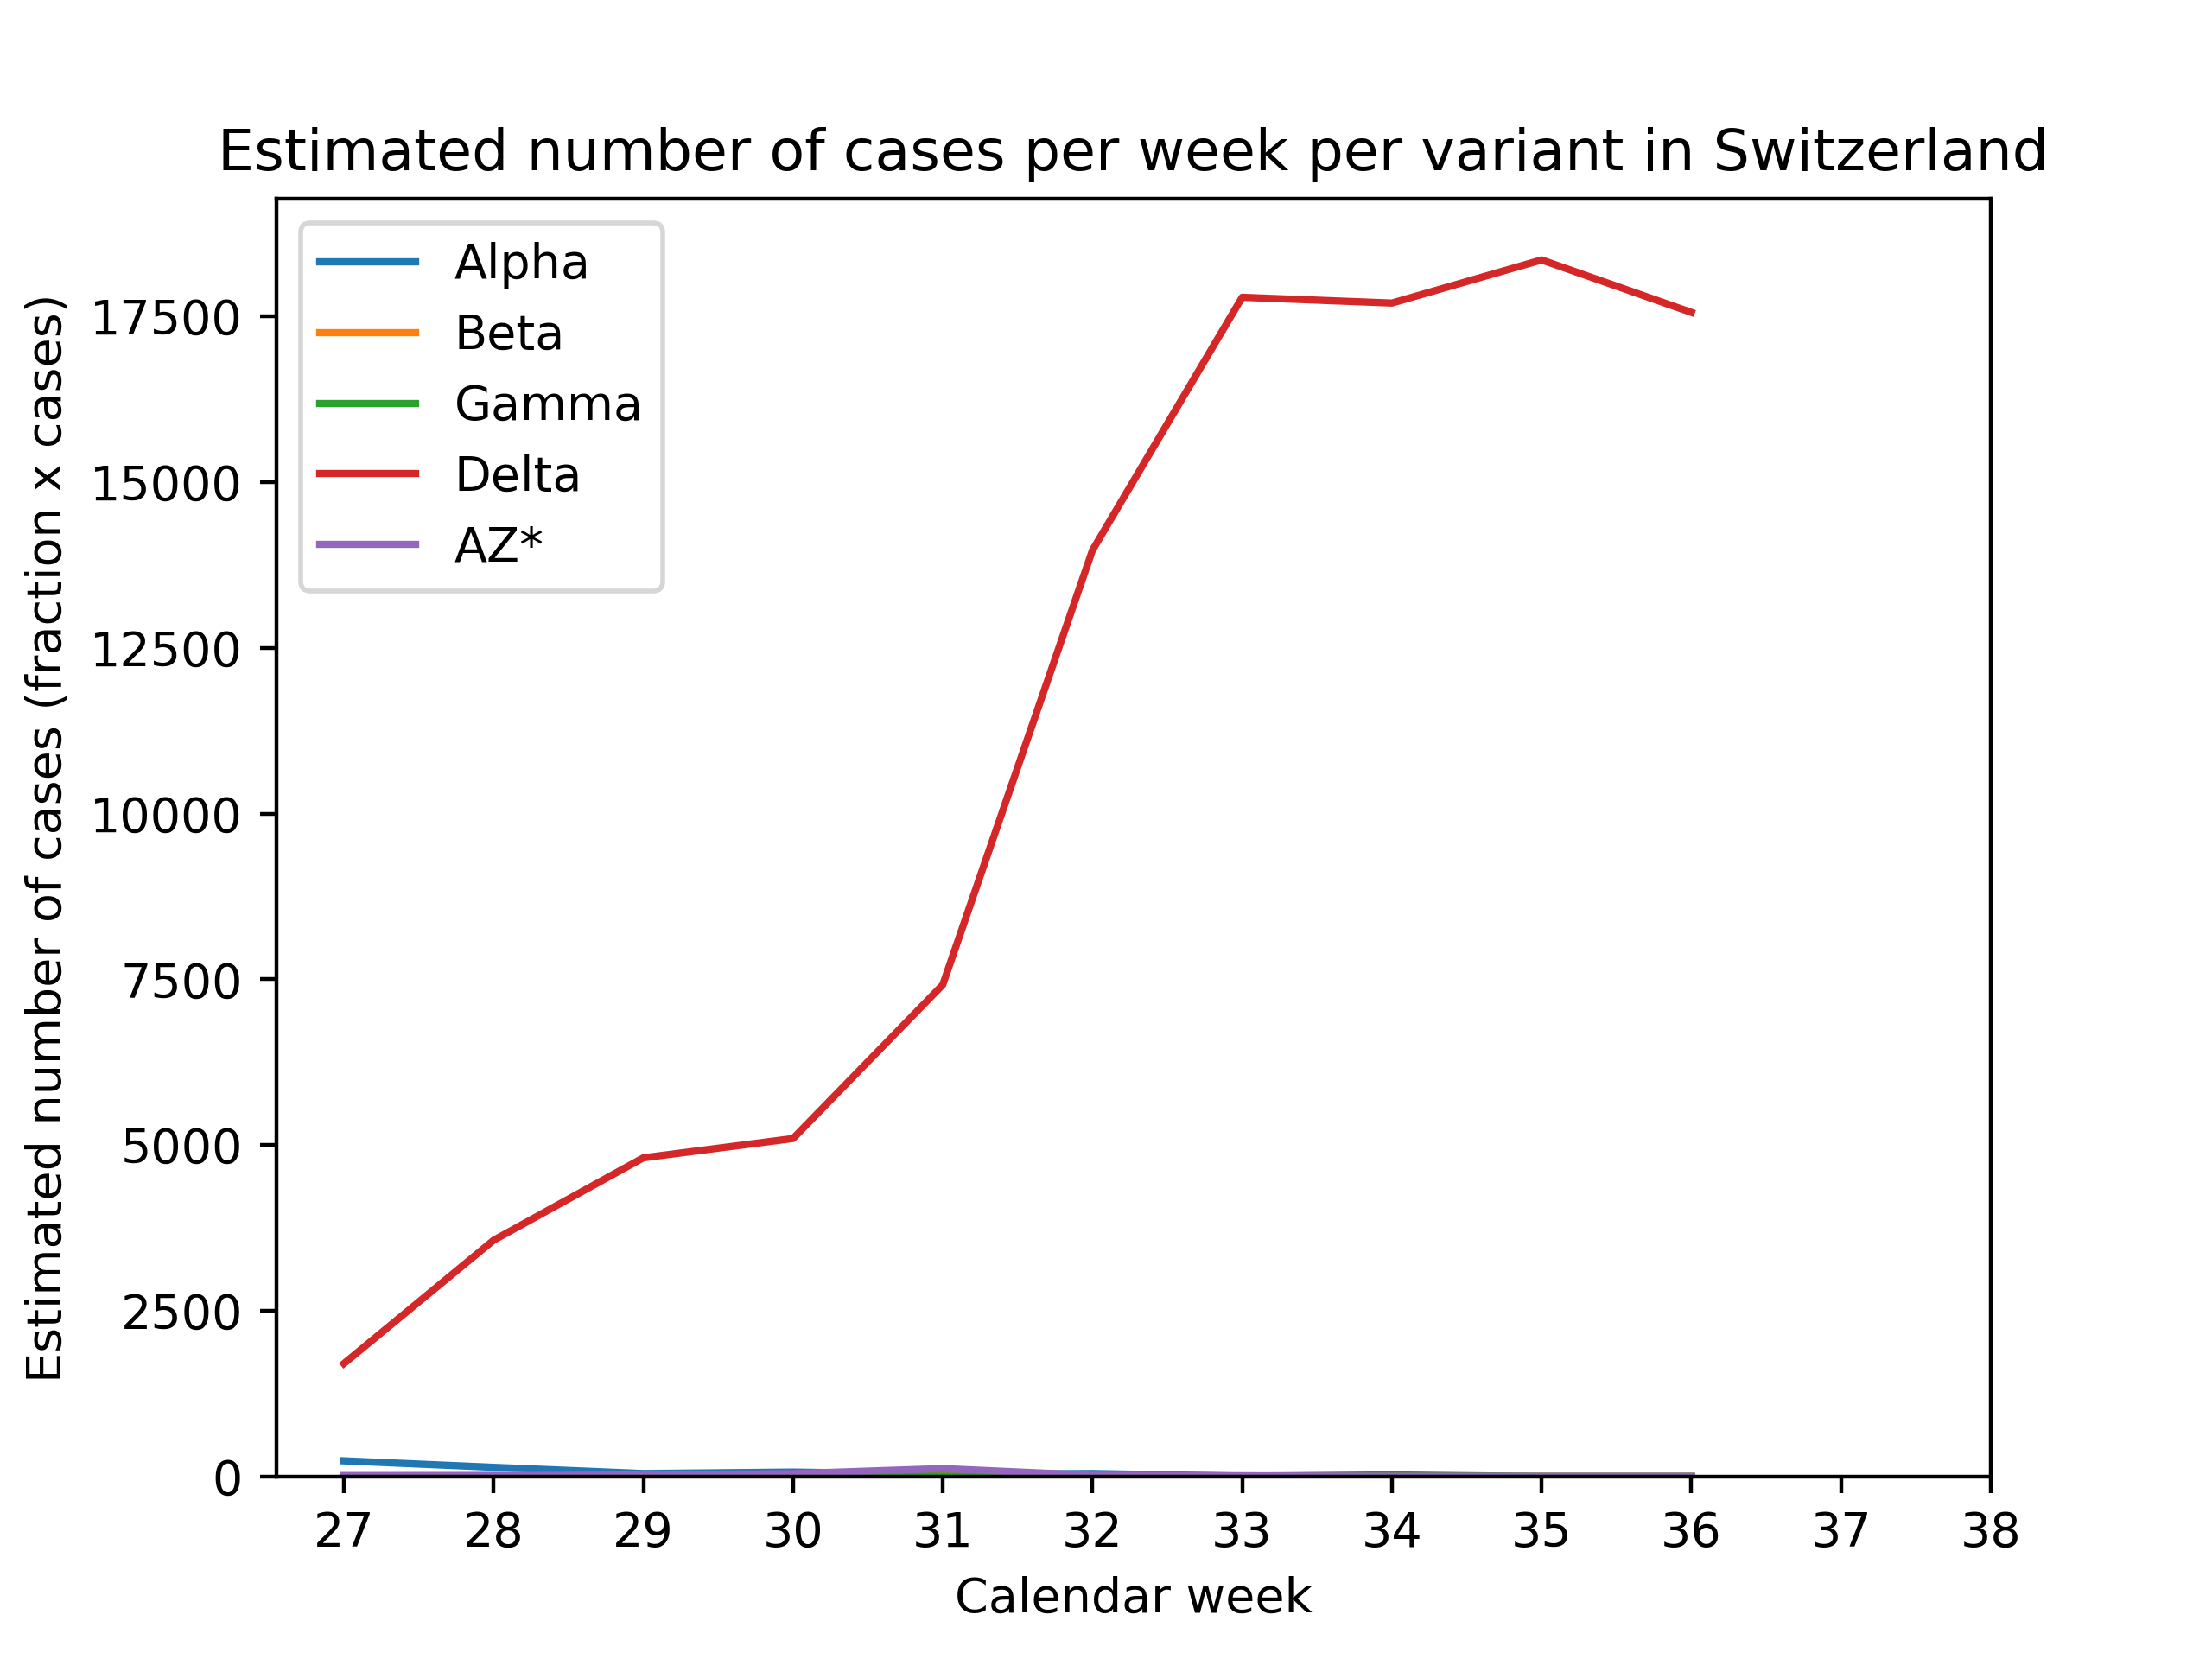 Estimated number of cases per week per variant in Switzerland
Alpha
Beta
Gamma
Delta
AZ*
Estimated number of cases (fraction x cases)
17500
15000
12500
10000
7500
5000
2500
0
27 28 29 30 31 32 33 34 35 36 37 38
Calendar week